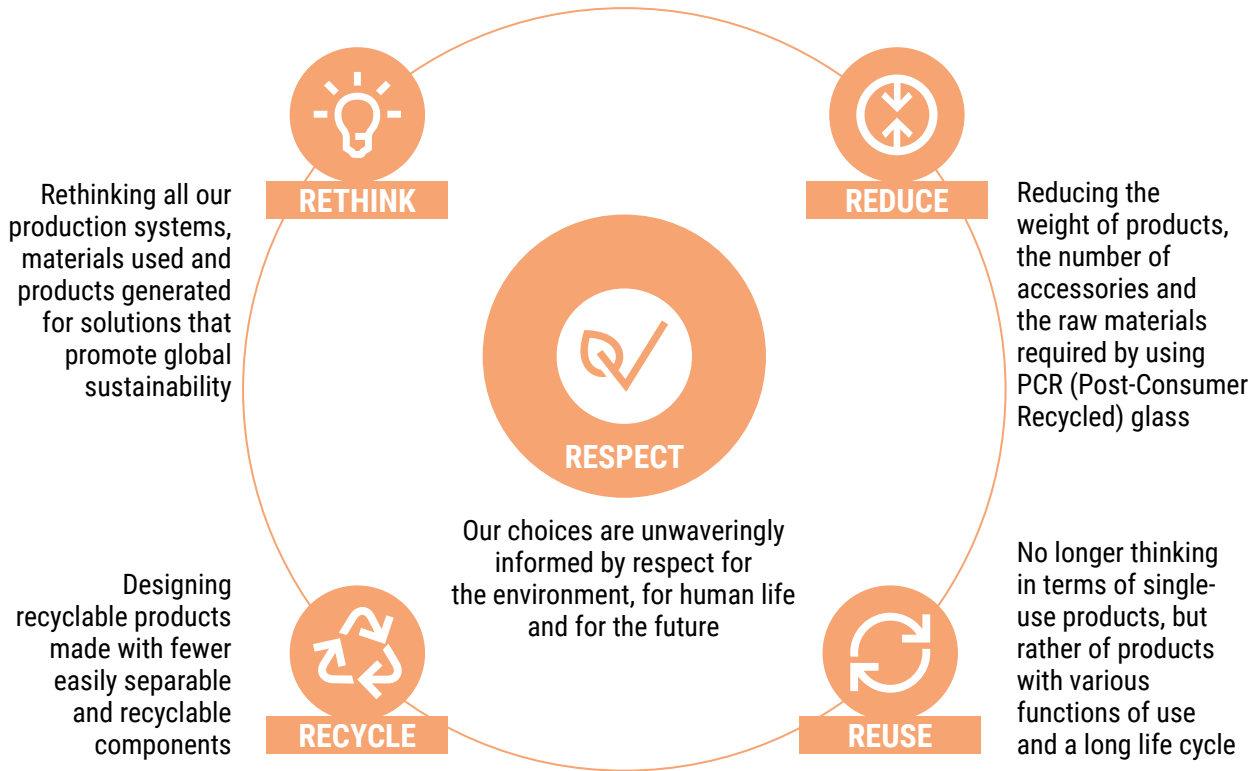 RETHINK
Rethinking all our
production systems,
materials used and
products generated
for solutions that
promote global
sustainability
REDUCE
Reducing the
weight of products,
the number of
accessories and
the raw materials
required by using
PCR (Post-Consumer
Recycled) glass
RESPECT
Our choices are unwaveringly
informed by respect for
the environment, for human life
and for the future
RECYCLE
Designing
recyclable products
made with fewer
easily separable
and recyclable
components
REUSE
No longer thinking
in terms of single-
use products, but
rather of products
with various
functions of use
and a long life cycle